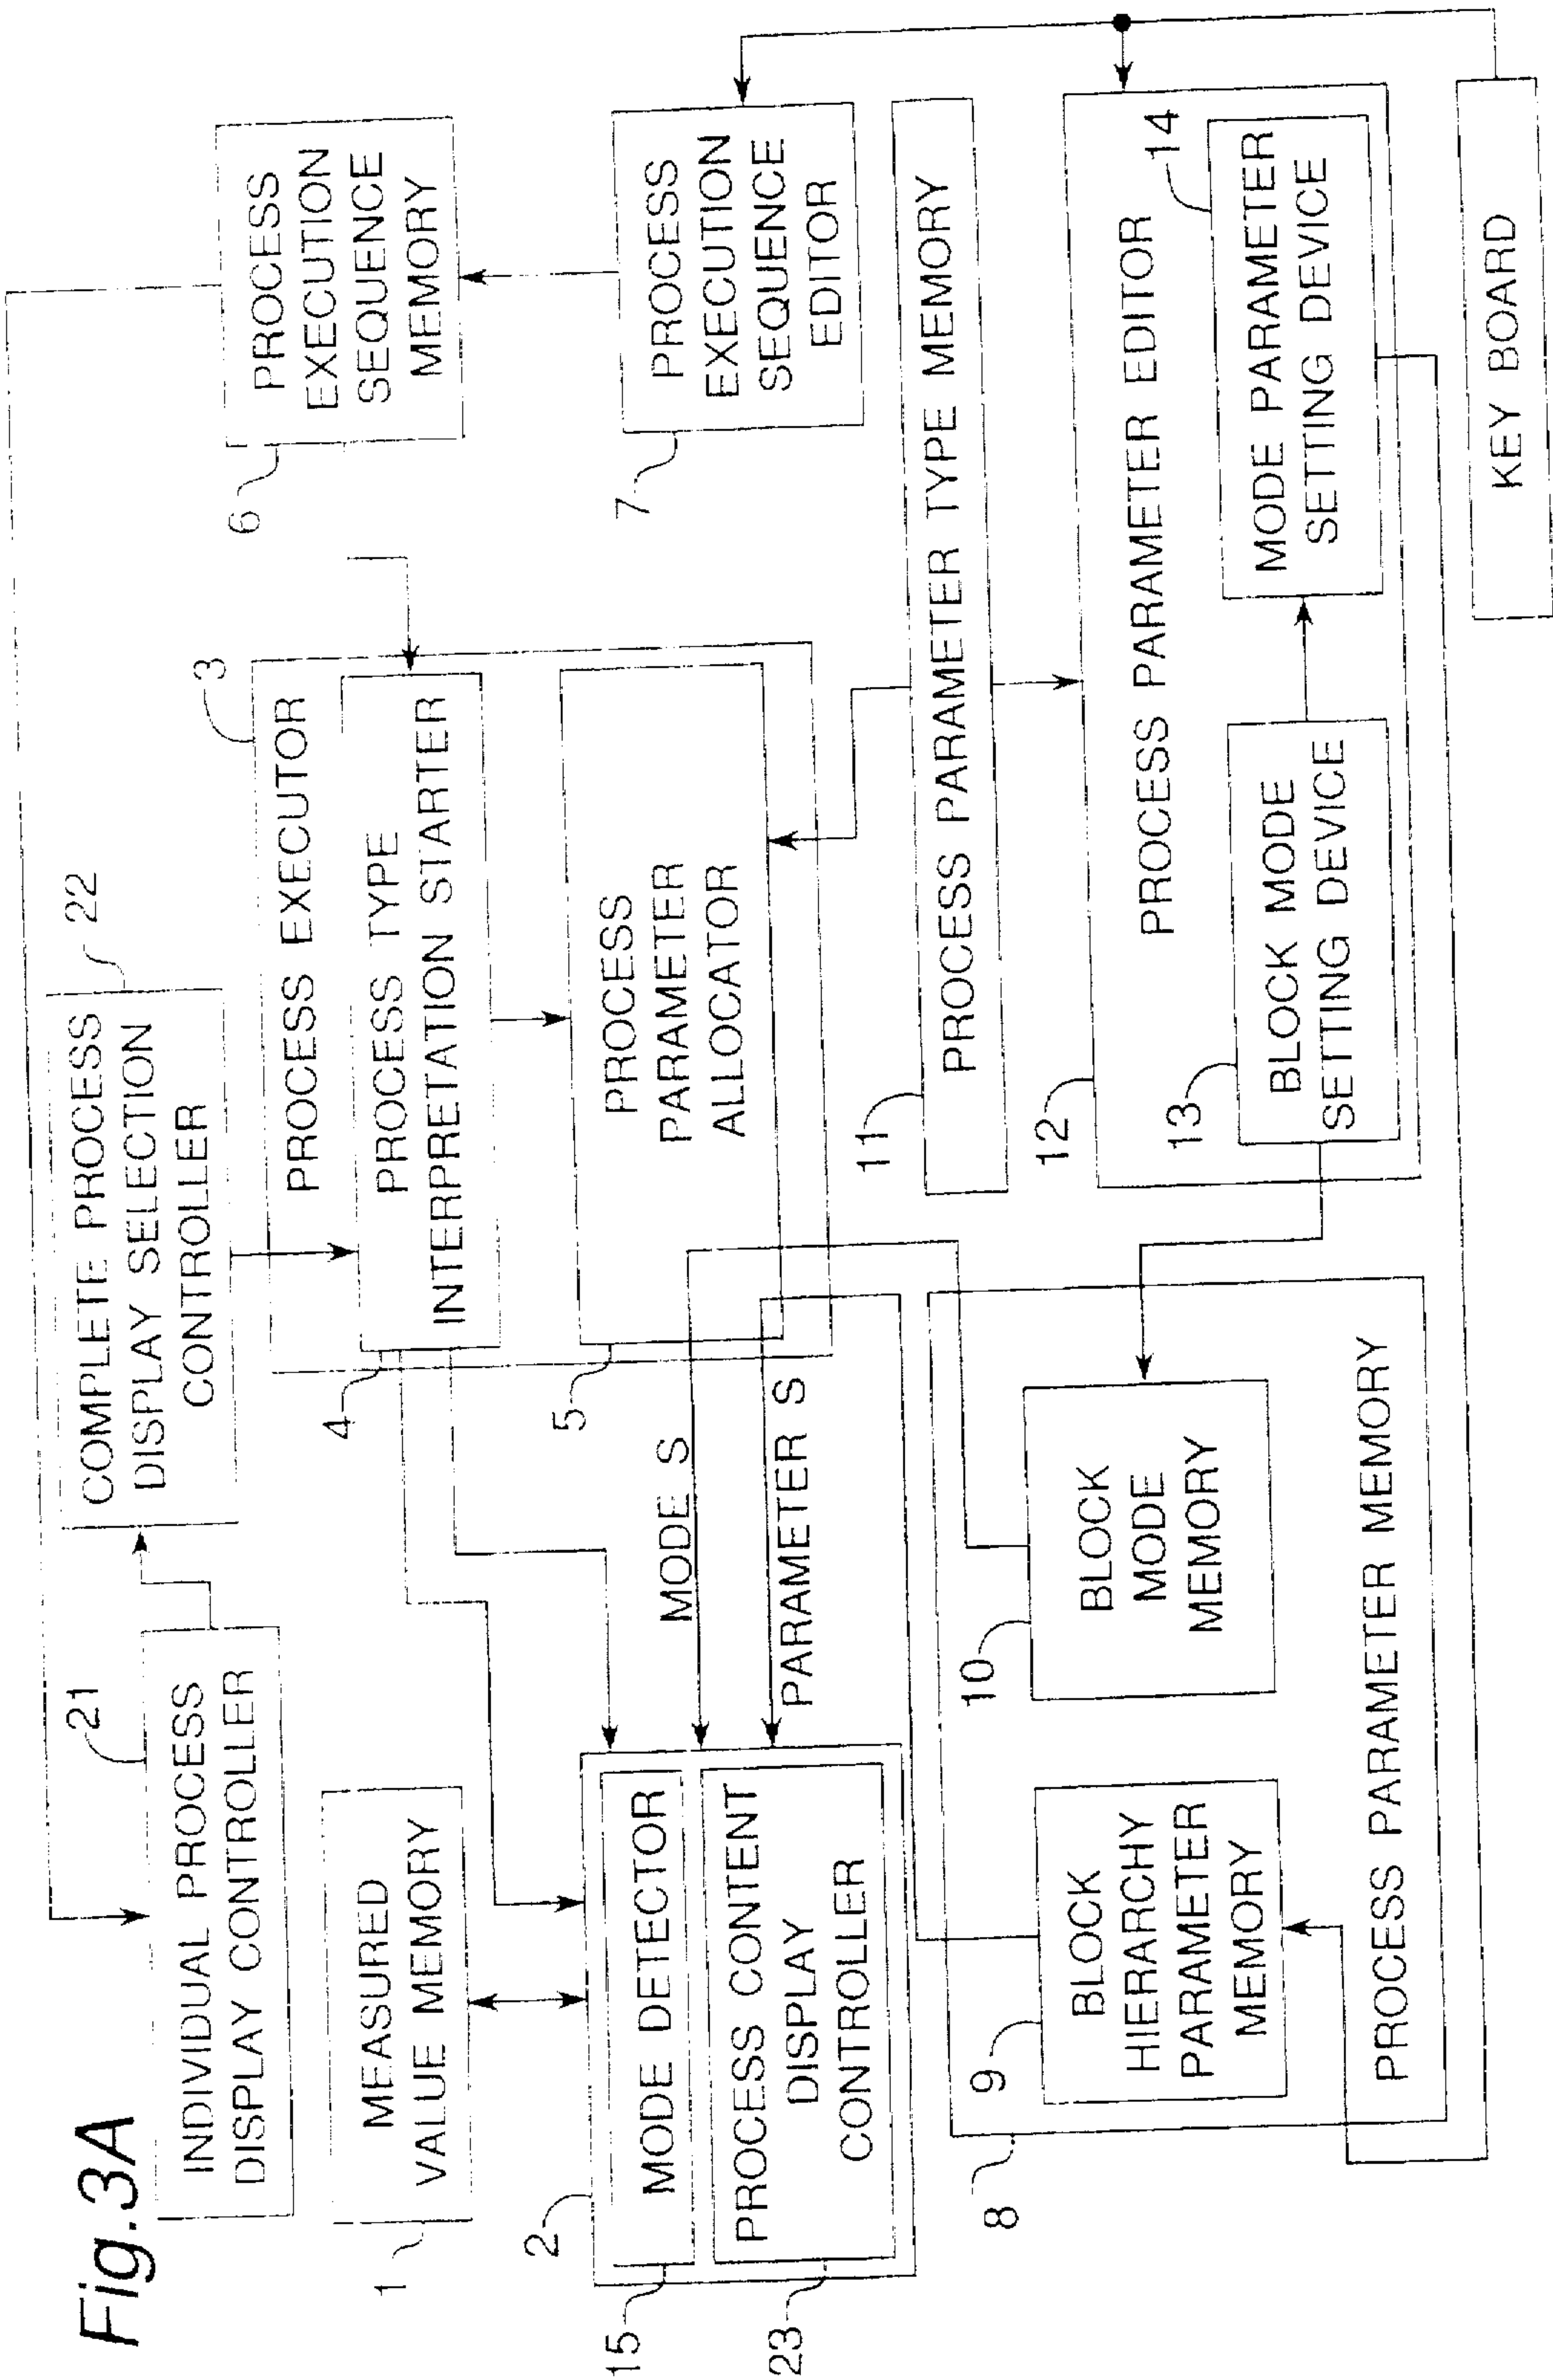 Fig.3A
21
INDIVIDUAL PROCESS
DISPLAY CONTROLLER
22
COMPLETE PROCESS
DISPLAY SELECTION
CONTROLLER
1
MEASURED
VALUE MEMORY
3
PROCESS EXECUTOR
4
PROCESS TYPE
INTERPRETATION STARTER
5
PROCESS
PARAMETER
ALLOCATOR
6
PROCESS
EXECUTION
SEQUENCE
MEMORY
7
PROCESS
EXECUTION
SEQUENCE
EDITOR
2
15
MODE DETECTOR
23
PROCESS CONTENT
DISPLAY
CONTROLLER
MODE S
PARAMETER S
11
PROCESS PARAMETER TYPE MEMORY
8
9
BLOCK
HIERARCHY
PARAMETER
MEMORY
10
BLOCK
MODE
MEMORY
PROCESS PARAMETER MEMORY
12
PROCESS PARAMETER EDITOR
13
BLOCK MODE
SETTING DEVICE
14
MODE PARAMETER
SETTING DEVICE
KEY BOARD